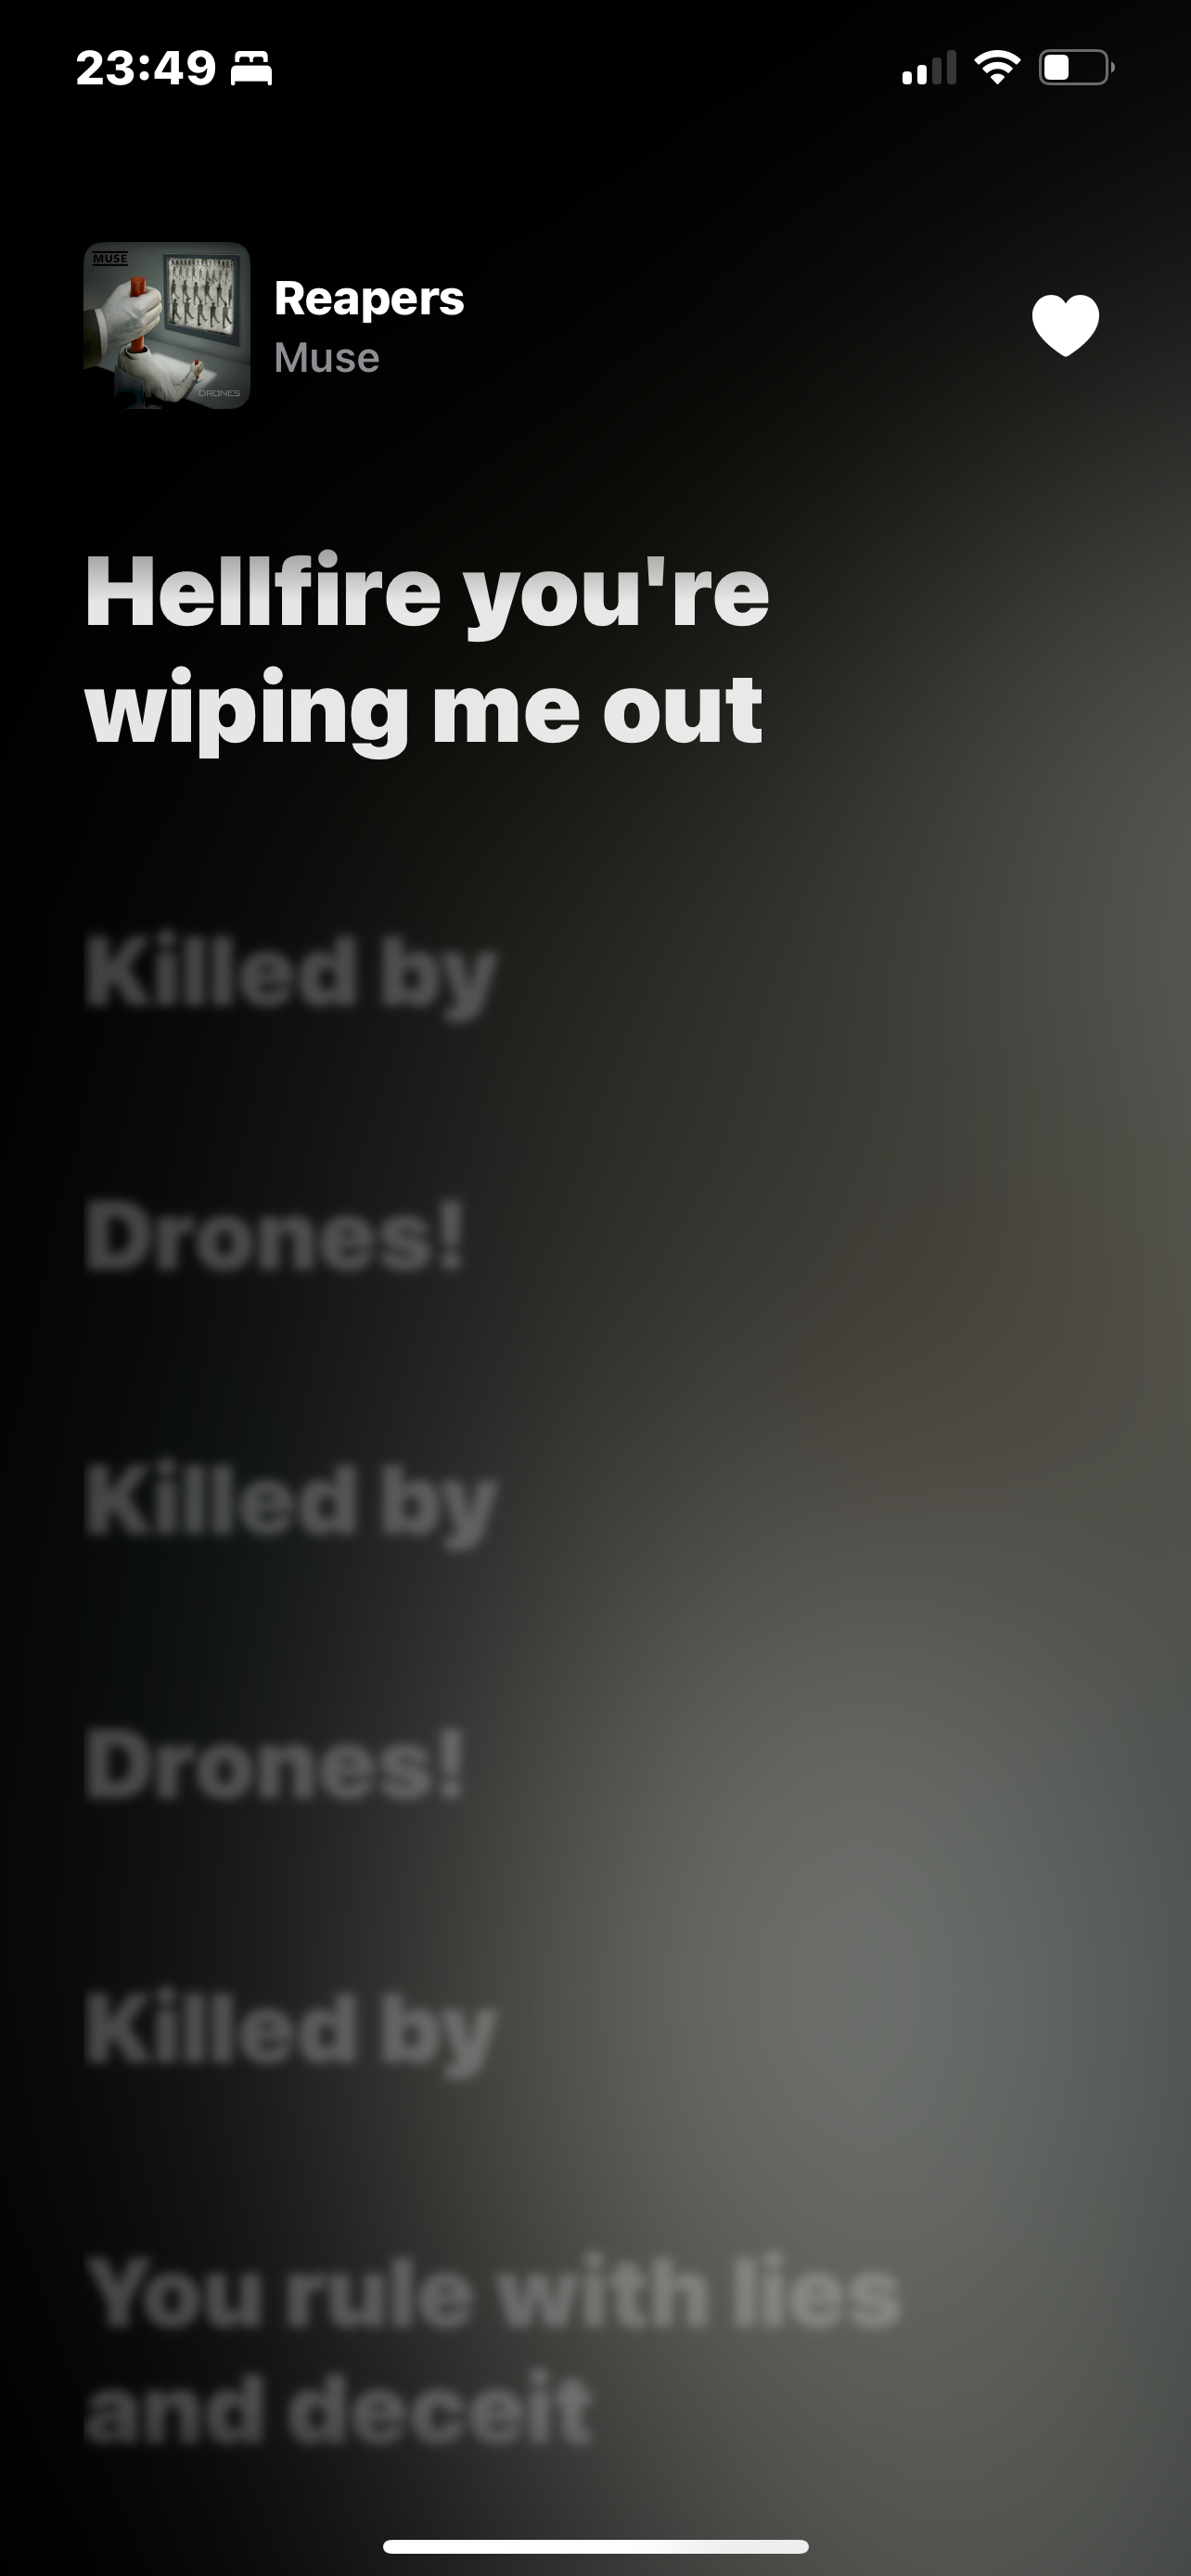 23:49
MUSE
DRONES
Reapers
Muse
Hellfire you're
wiping me out
Killed by
Drones!
Killed by
Drones!
Killed by
You rule with lies
and deceit